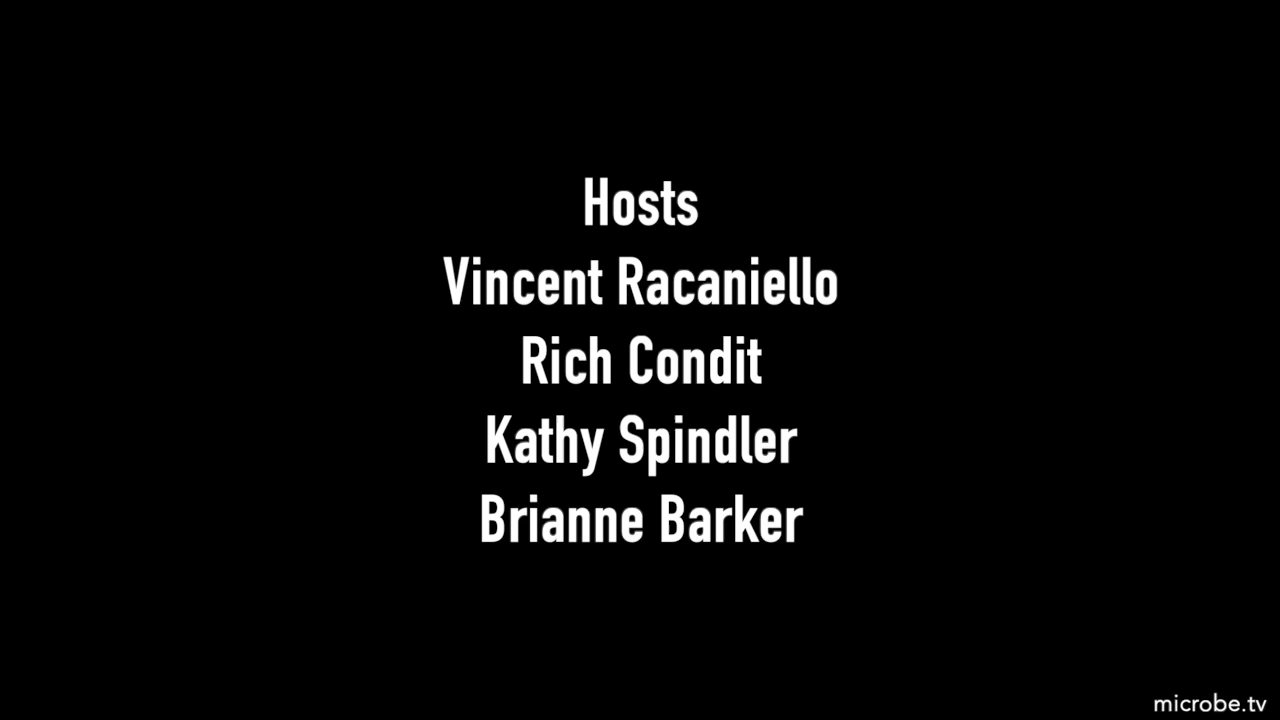 Hosts
Vincent Racaniello
Rich Condit
Kathy Spindler
Brianne Barker
microbe.tv